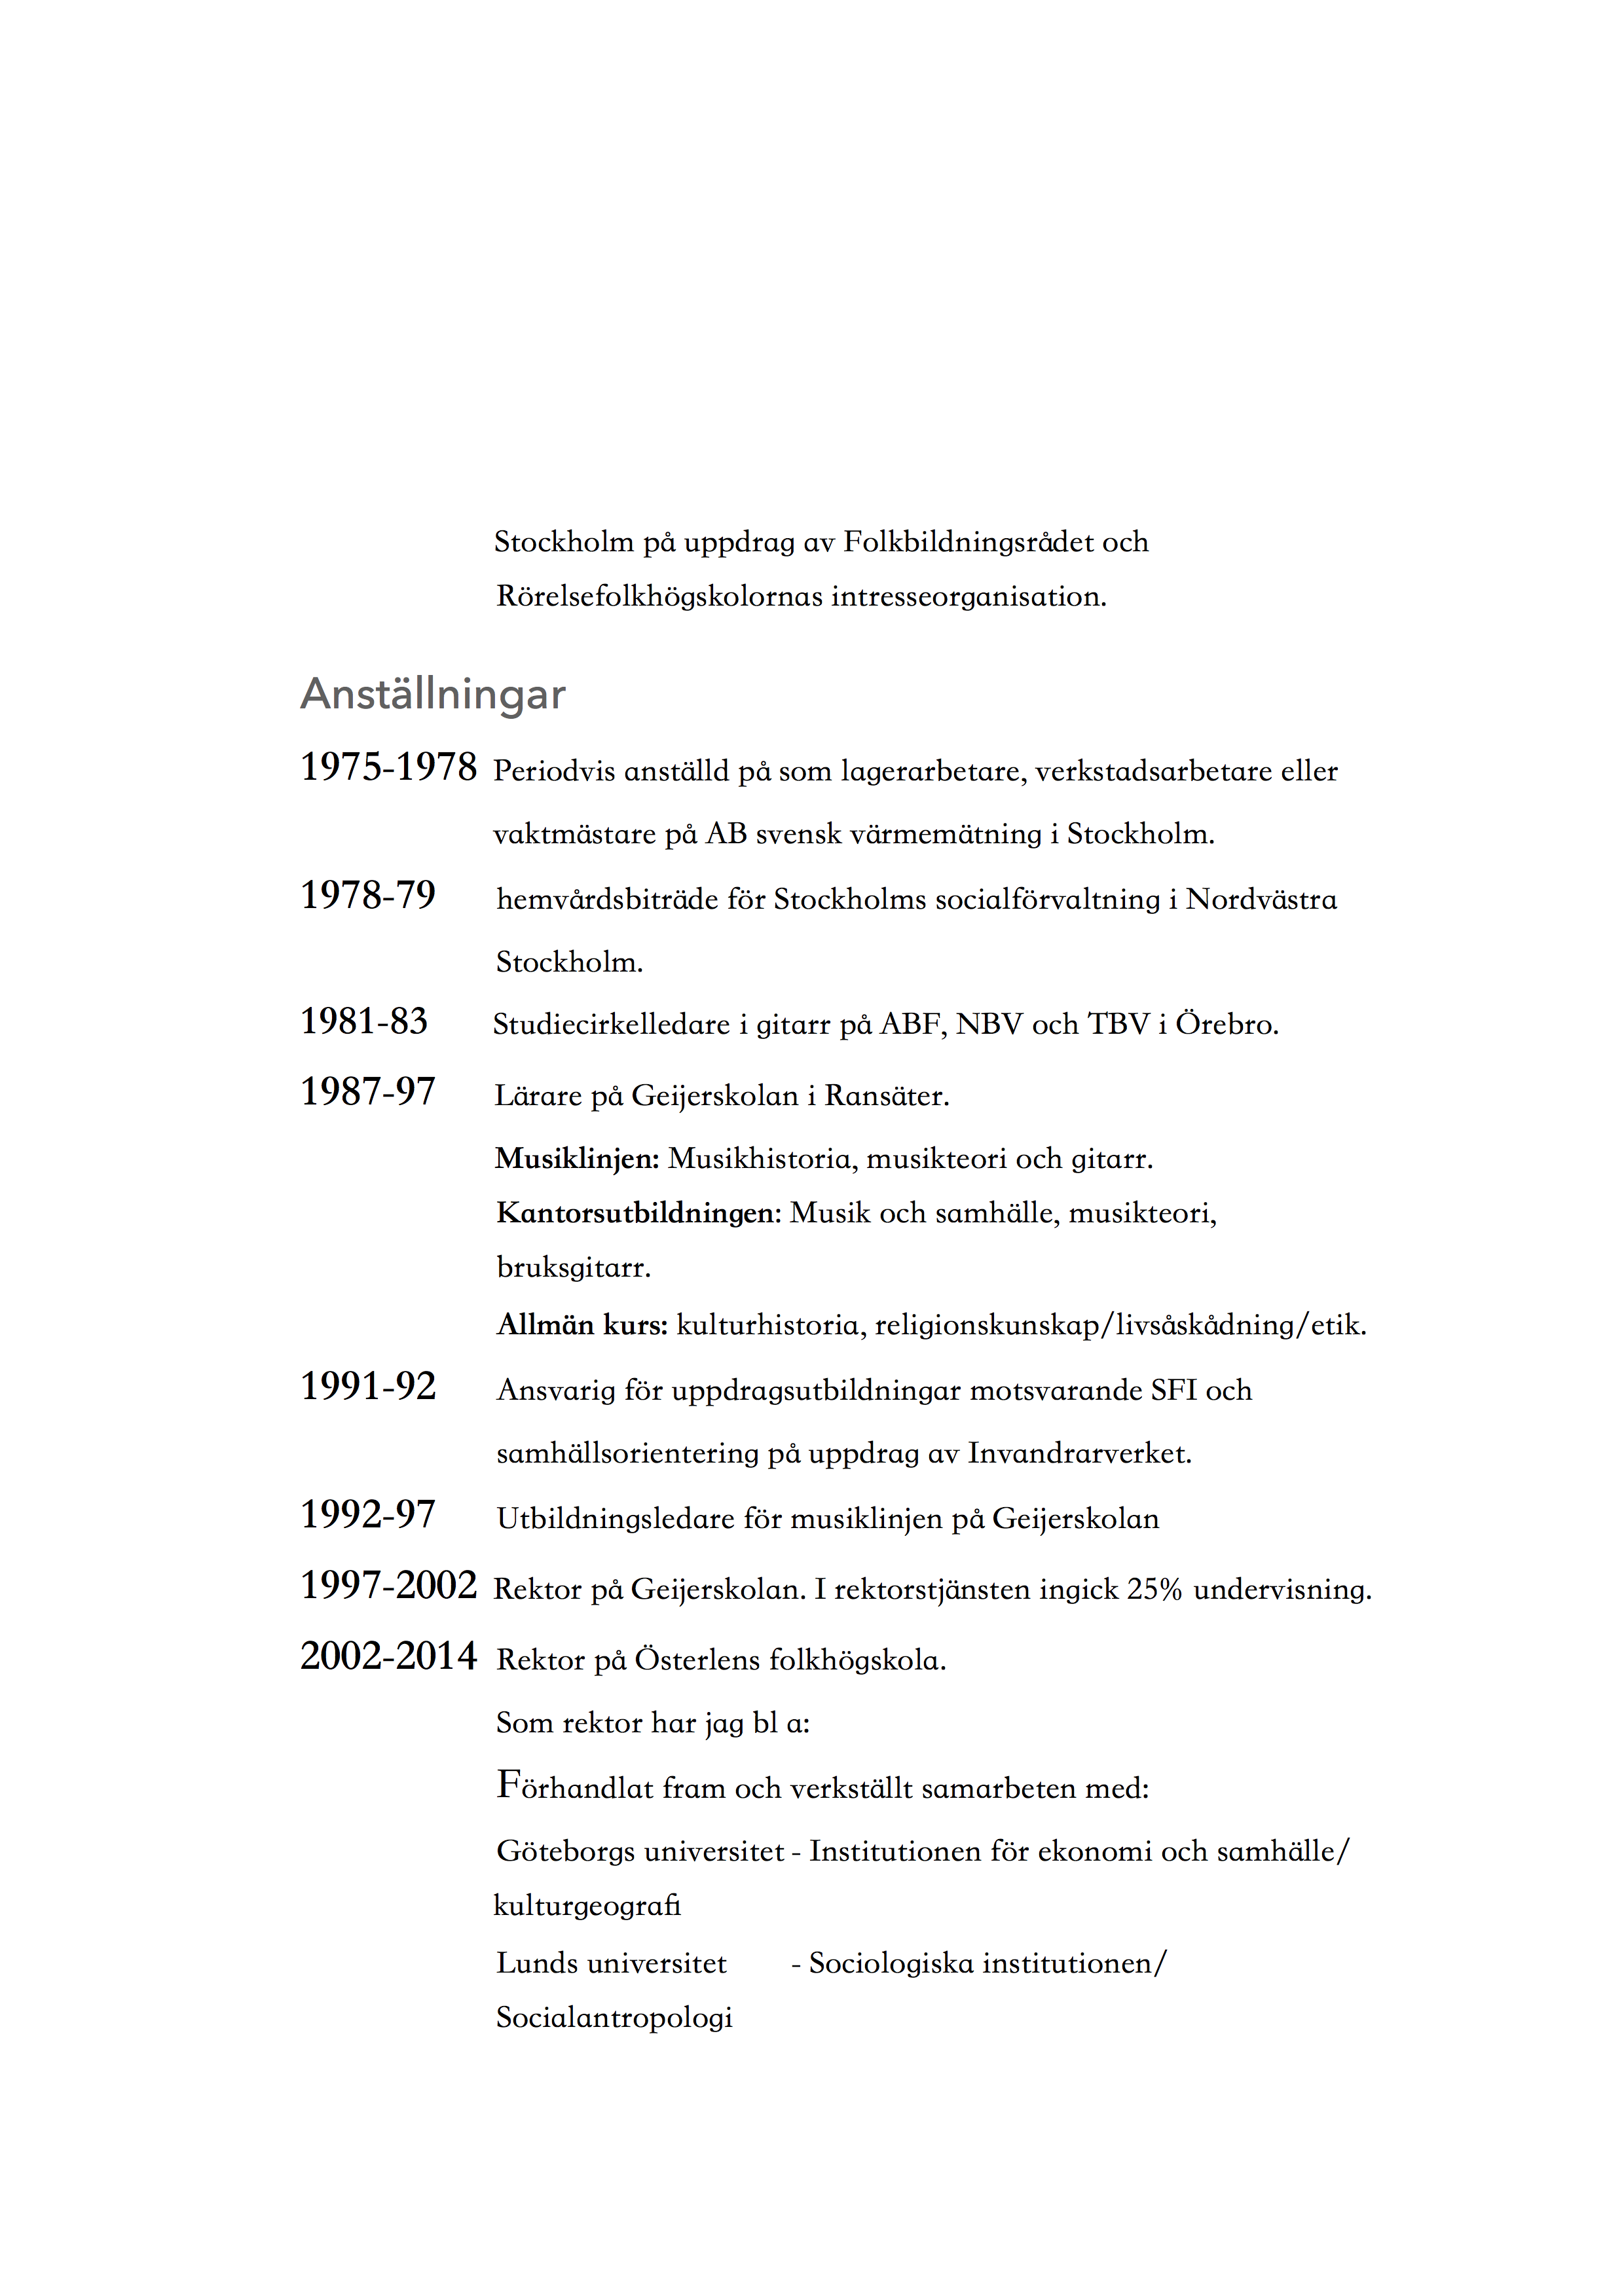 Stockholm på uppdrag av Folkbildningsrådet och
Rörelsefolkhögskolornas intresseorganisation.
Anställningar
1975-1978 Periodvis anställd på som lagerarbetare, verkstadsarbetare eller
vaktmästare på AB svensk värmemätning i Stockholm.
1978-79 hemvårdsbiträde för Stockholms socialförvaltning i Nordvästra
Stockholm.
1981-83 Studiecirkelledare i gitarr på ABF, NBV och TBV i Örebro.
1987-97 Lärare på Geijerskolan i Ransäter.
Musiklinjen: Musikhistoria, musikteori och gitarr.
Kantorsutbildningen: Musik och samhälle, musikteori,
bruksgitarr.
Allmän kurs: kulturhistoria, religionskunskap/livsåskådning/etik.
1991-92 Ansvarig för uppdragsutbildningar motsvarande SFI och
samhällsorientering på uppdrag av Invandrarverket.
1992-97 Utbildningsledare för musiklinjen på Geijerskolan
1997-2002 Rektor på Geijerskolan. I rektorstjänsten ingick 25% undervisning.
2002-2014 Rektor på Österlens folkhögskola.
Som rektor har jag bl a:
Förhandlat fram och verkställt samarbeten med:
Göteborgs universitet - Institutionen för ekonomi och samhälle/
kulturgeografi
Lunds universitet - Sociologiska institutionen/
Socialantropologi